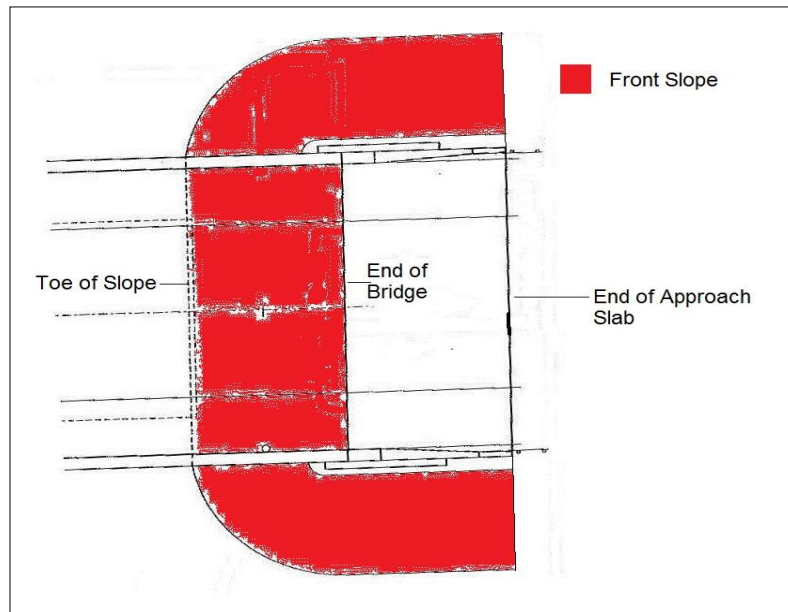 Front Slope
Toe of Slope
End of
Bridge
End of Approach
Slab